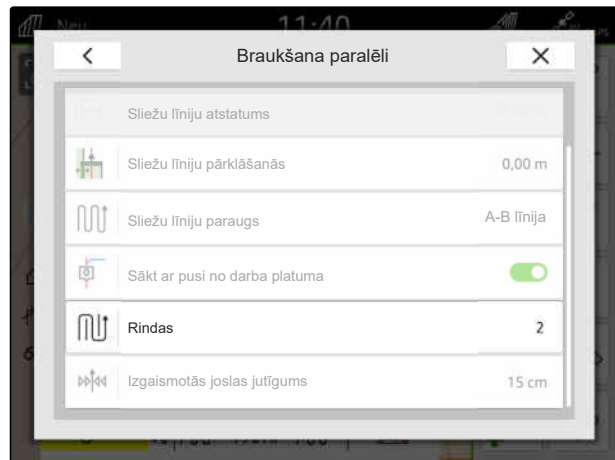 Neu 11:40
Braukšana paralēli
Sliežu līniju atstatums
Sliežu līniju pārklāšanās 0,00 m
Sliežu līniju paraugs A-B līnija
Sākt ar pusi no darba platuma
Rindas 2
Izgaismotās joslas jutīgums 15 cm